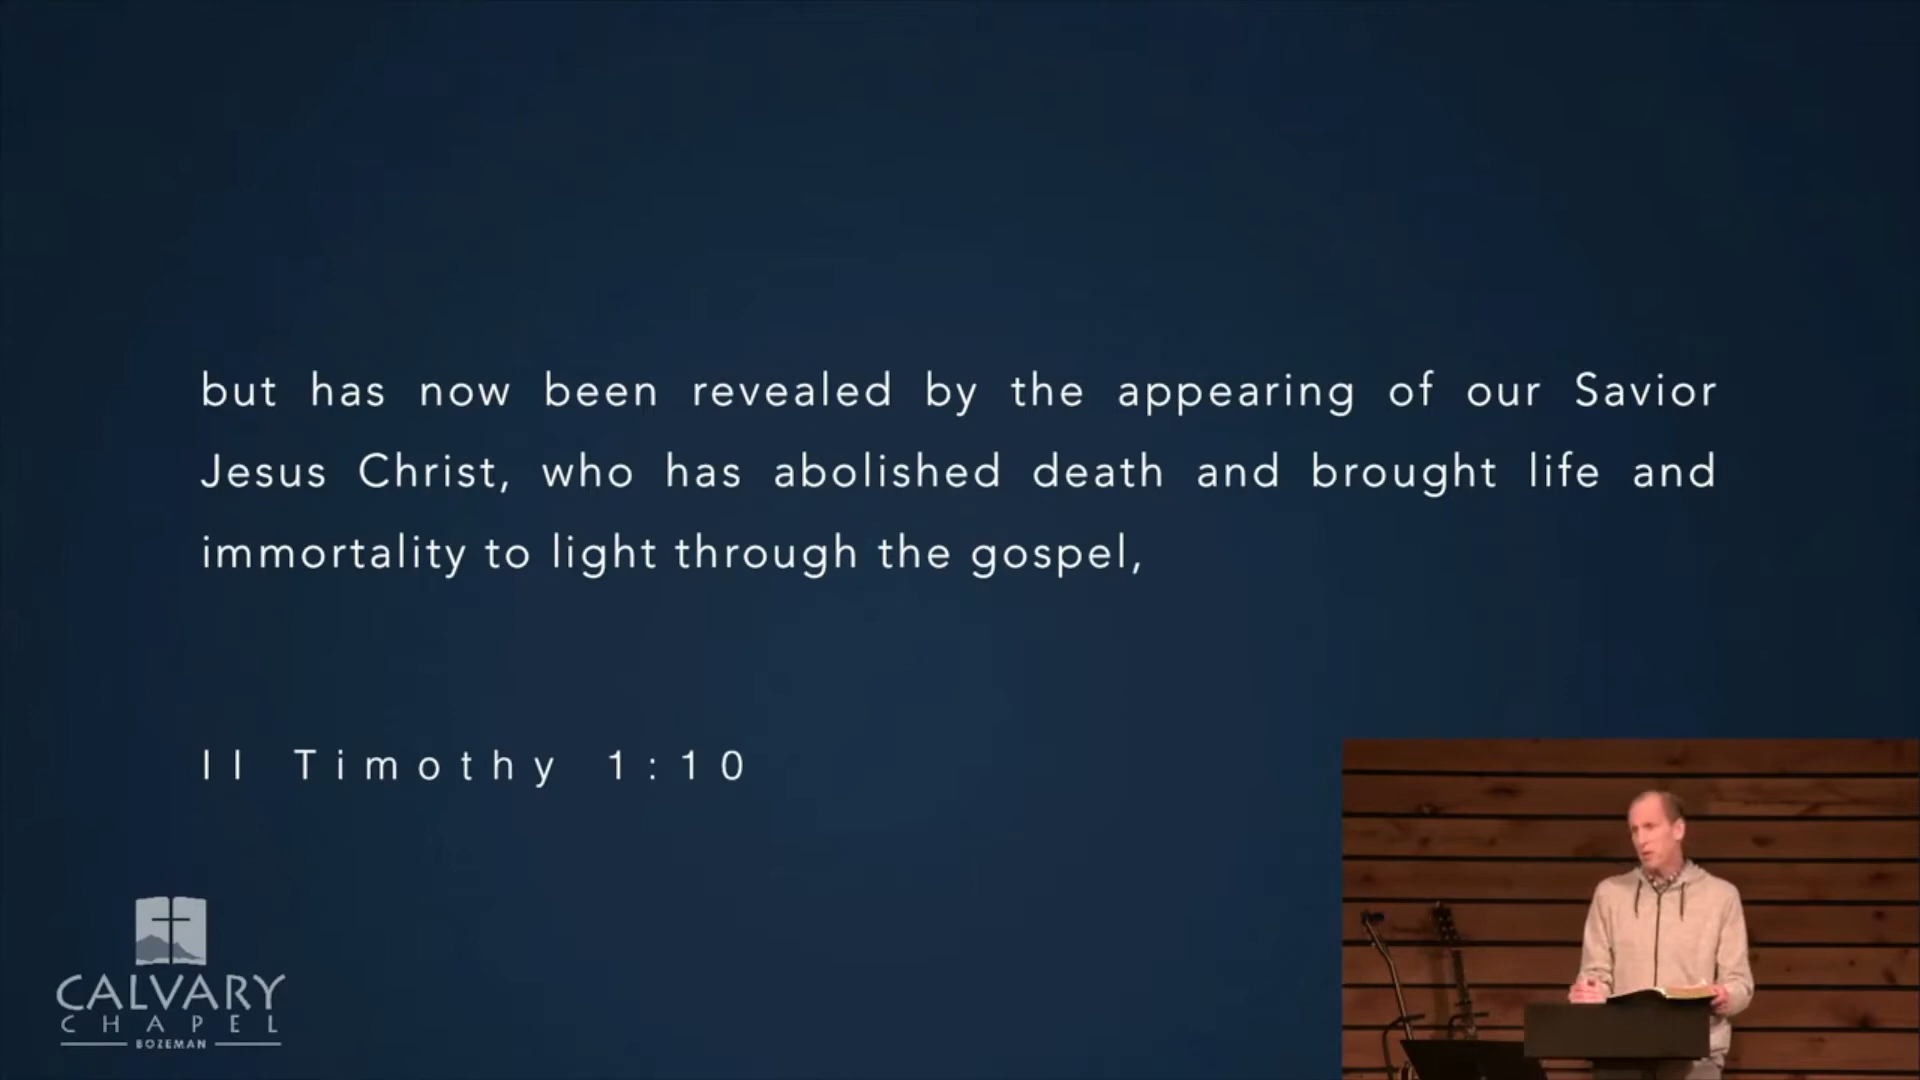 but has now been revealed by the appearing of our Savior
Jesus Christ, who has abolished death and brought life and
immortality to light through the gospel,
II Timothy 1:10
CALVARY
CHAPEL
BOZEMAN